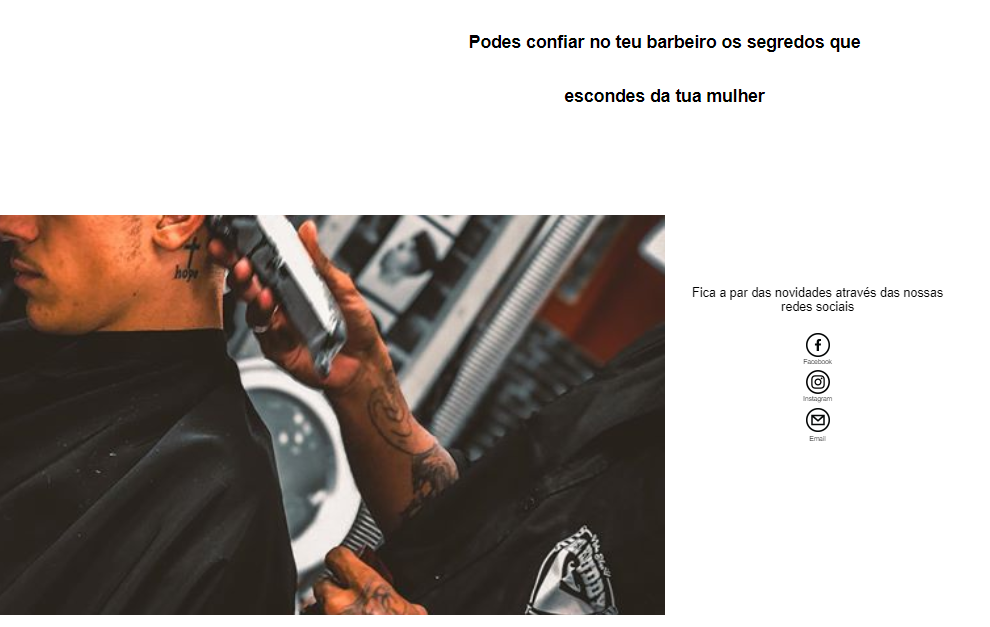 Podes confiar no teu barbeiro os segredos que
escondes da tua mulher
hope
Fica a par das novidades através das nossas
redes sociais
Facebook
Instagram
Email